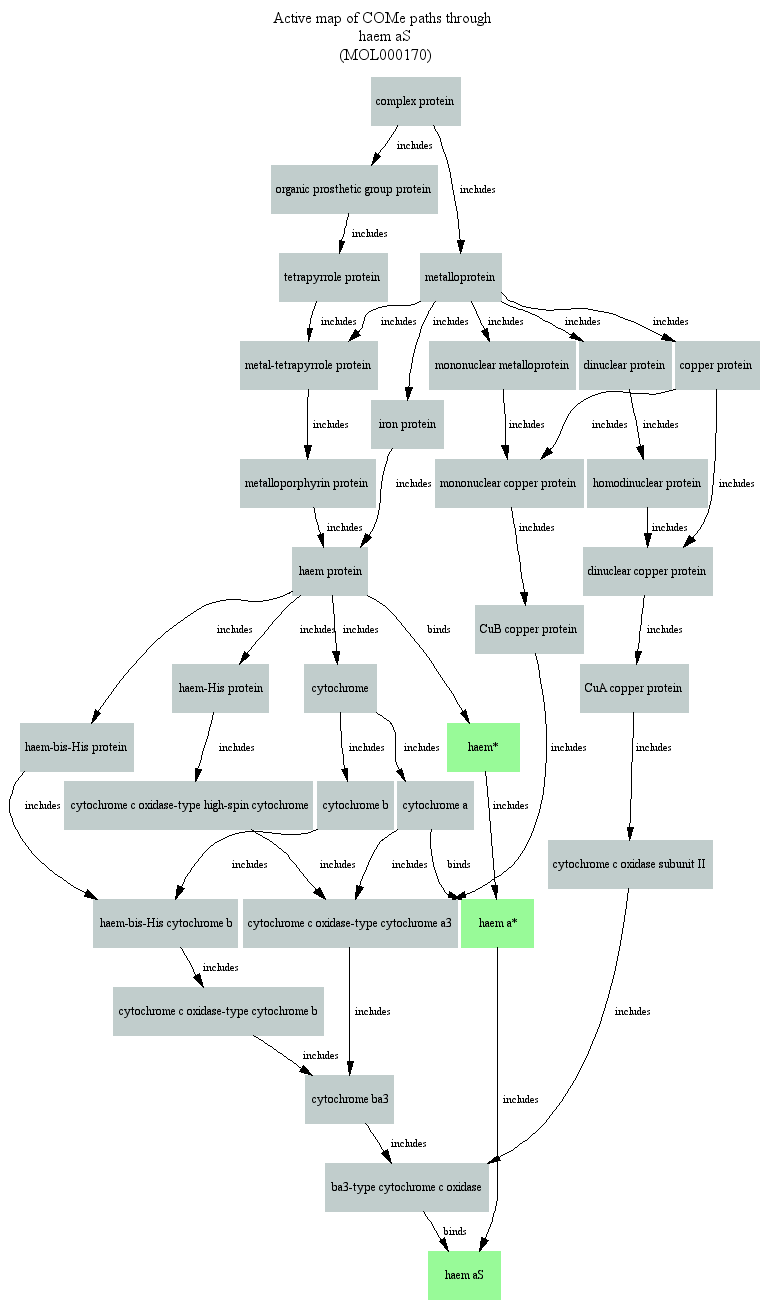 Active map of COMe paths through
haem aS
(MOL000170)
complex protein
includes
organic prosthetic group protein
includes
includes
tetrapyrrole protein
metalloprotein
includes
includes
includes
includes
includes
includes
metal-tetrapyrrole protein
mononuclear metalloprotein
dinuclear protein
copper protein
iron protein
includes
includes
includes
includes
metalloporphyrin protein
includes
mononuclear copper protein
homodinuclear protein
includes
includes
includes
includes
haem protein
dinuclear copper protein
includes
includes
includes
binds
CuB copper protein
includes
haem-His protein
cytochrome
CuA copper protein
haem-bis-His protein
includes
includes
includes
haem*
includes
includes
includes
cytochrome c oxidase-type high-spin cytochrome
cytochrome b
cytochrome a
includes
includes
includes
includes
binds
cytochrome c oxidase subunit II
haem-bis-His cytochrome b
cytochrome c oxidase-type cytochrome a3
haem a*
includes
cytochrome c oxidase-type cytochrome b
includes
includes
includes
cytochrome ba3
includes
includes
ba3-type cytochrome c oxidase
binds
haem aS